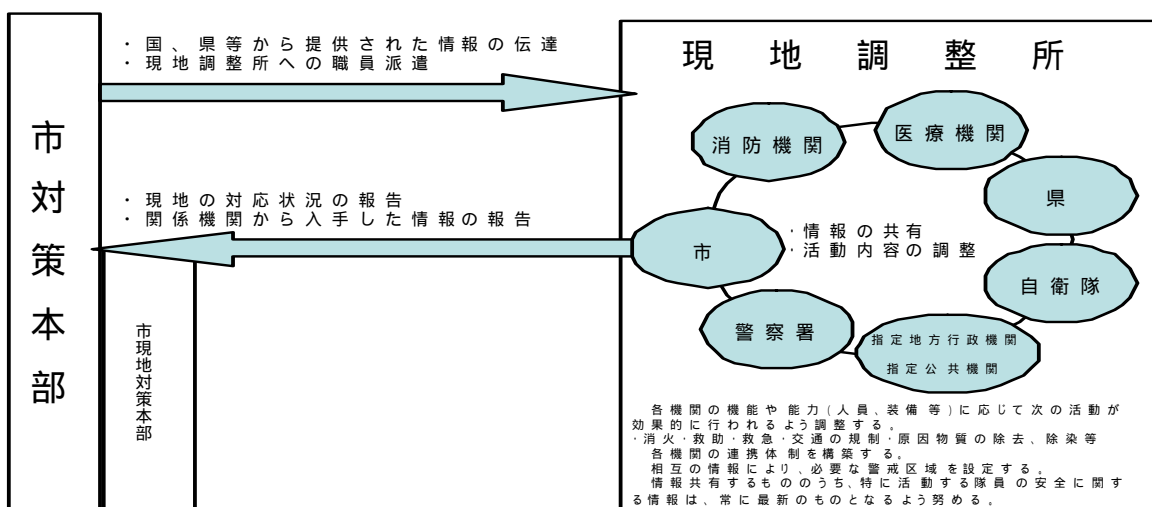 市対策本部
・国、県等から提供された情報の伝達
・現地調整所への職員派遣
・現地の対応状況の報告
・関係機関から入手した情報の報告
市現地対策本部
現地調整所
消防機関
医療機関
県
自衛隊
指定地方行政機関
指定公共機関
警察署
市
・情報の共有
・活動内容の調整
各機関の機能や能力(人員、装備等)に応じて次の活動が
効果的に行われるよう調整する。
・消火・救助・救急・交通の規制・原因物質の除去、除染等
各機関の連携体制を構築する。
相互の情報により、必要な警戒区域を設定する。
情報共有するもののうち、特に活動する隊員の安全に関す
る情報は、常に最新のものとなるよう努める。